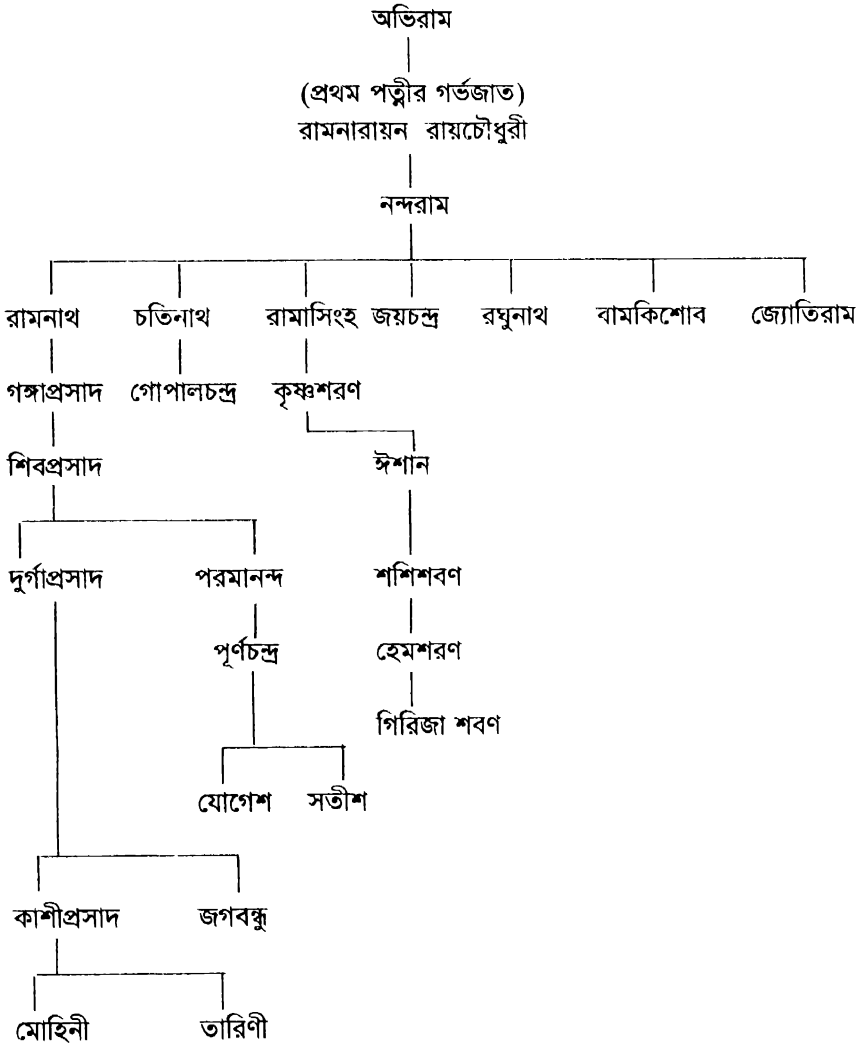 অভিরাম
(প্রথম পত্নীর গর্ভজাত)
রামনারায়ন রায়চৌধুরী
নন্দরাম
রামনাথ চতিনাথ রামাসিংহ জয়চন্দ্র রঘুনাথ বামকিশোব জ্যোতিরাম
গঙ্গাপ্রসাদ গোপালচন্দ্র কৃষ্ণশরণ
শিবপ্রসাদ ঈশান
দুর্গাপ্রসাদ পরমানন্দ শশিশবণ
পূর্ণচন্দ্র হেমশরণ
গিরিজা শবণ
যোগেশ সতীশ
কাশীপ্রসাদ জগবন্ধু
মোহিনী তারিণী